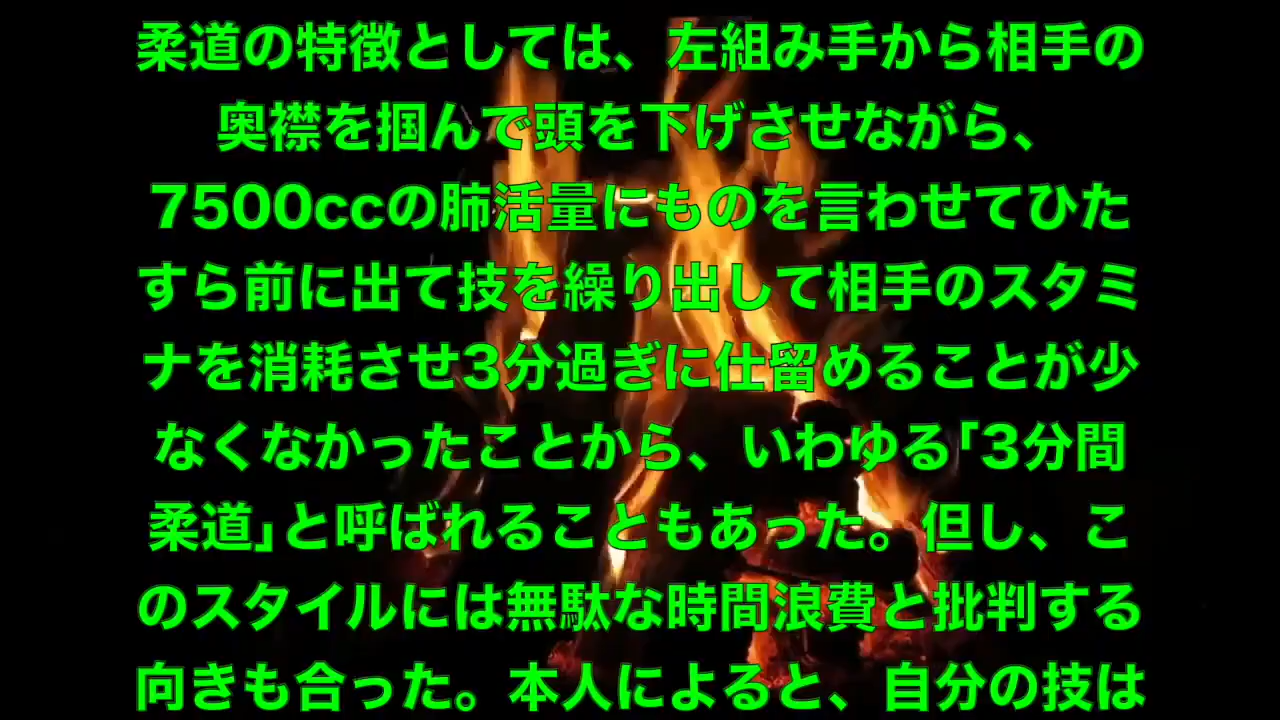 柔道の特徴としては、左組み手から相手の
奥襟を掴んで頭を下げさせながら、
7500ccの肺活量にものを言わせてひた
すら前に出て技を繰り出して相手のスタミ
ナを消耗させ3分過ぎに仕留めることが少
なくなかったことから、いわゆる｢3分間
柔道｣と呼ばれることもあった。但し、こ
のスタイルには無駄な時間浪費と批判する
向きも合った。本人によると、自分の技は